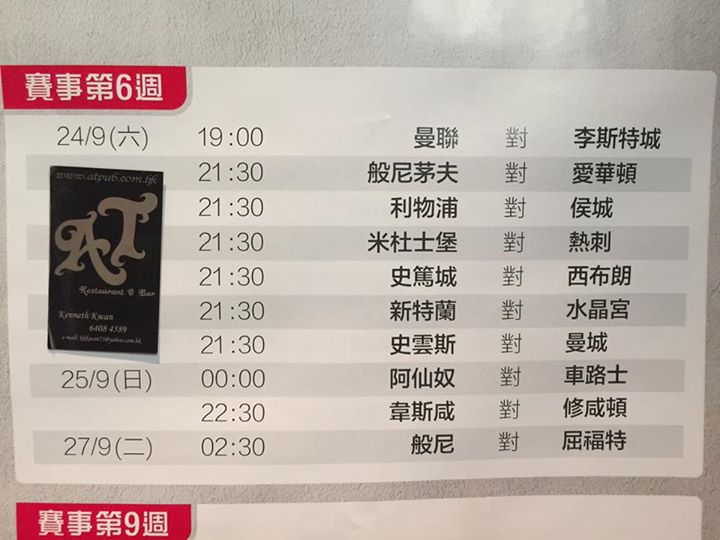 賽事第6週
24/9(六) 19:00 曼聯 對 李斯特城
21:30 般尼茅夫 對 愛華頓
21:30 利物浦 對 侯城
21:30 米杜士堡 對 熱刺
21:30 史篤城 對 西布朗
21:30 新特蘭 對 水晶宮
21:30 史雲斯 對 曼城
25/9(日) 00:00 阿仙奴 對 車路士
22:30 韋斯咸 對 修咸頓
27/9(二) 02:30 般尼 對 屈福特
www.atpub.com.hk
AT
Restaurant & Bar
Kenneth Kwan
6408 4589
e-mail: kkkwan23@yahoo.com.hk
賽事第9週